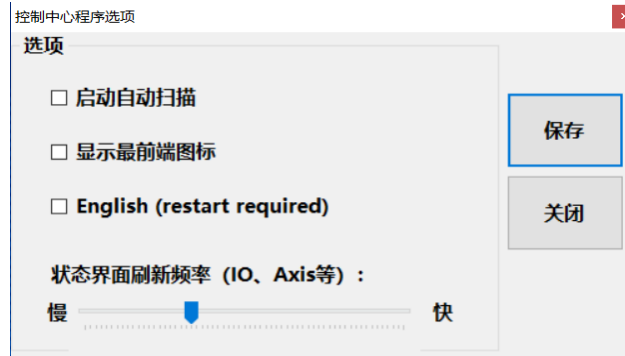 控制中心程序选项
选项
启动自动扫描
显示最前端图标
English (restart required)
保存
关闭
状态界面刷新频率（IO、Axis等）:
慢 快